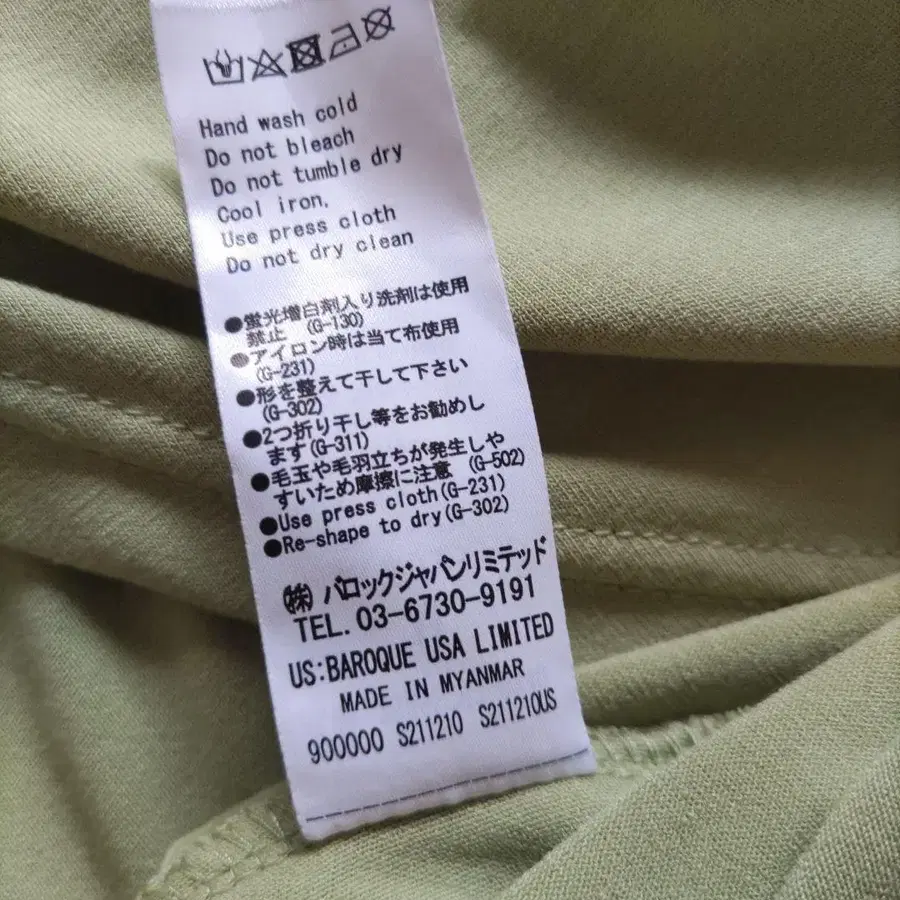 Hand wash cold
Do not bleach
Do not tumble dry
Cool iron.
Use press cloth
Do not dry clean
●蛍光増白剤入り洗剤は使用
禁止 (G-130)
●アイロン時は当て布使用
(G-231)
●形を整えて干して下さい
(G-302)
●2つ折り干し等をお勧めし
ます(G-311)
●毛玉や毛羽立ちが発生しや
すいため摩擦に注意 (G-502)
●Use press cloth(G-231)
●Re-shape to dry(G-302)
㈱ バロックジャパンリミテッド
TEL. 03-6730-9191
US:BAROQUE USA LIMITED
MADE IN MYANMAR
900000 S211210 S211210US